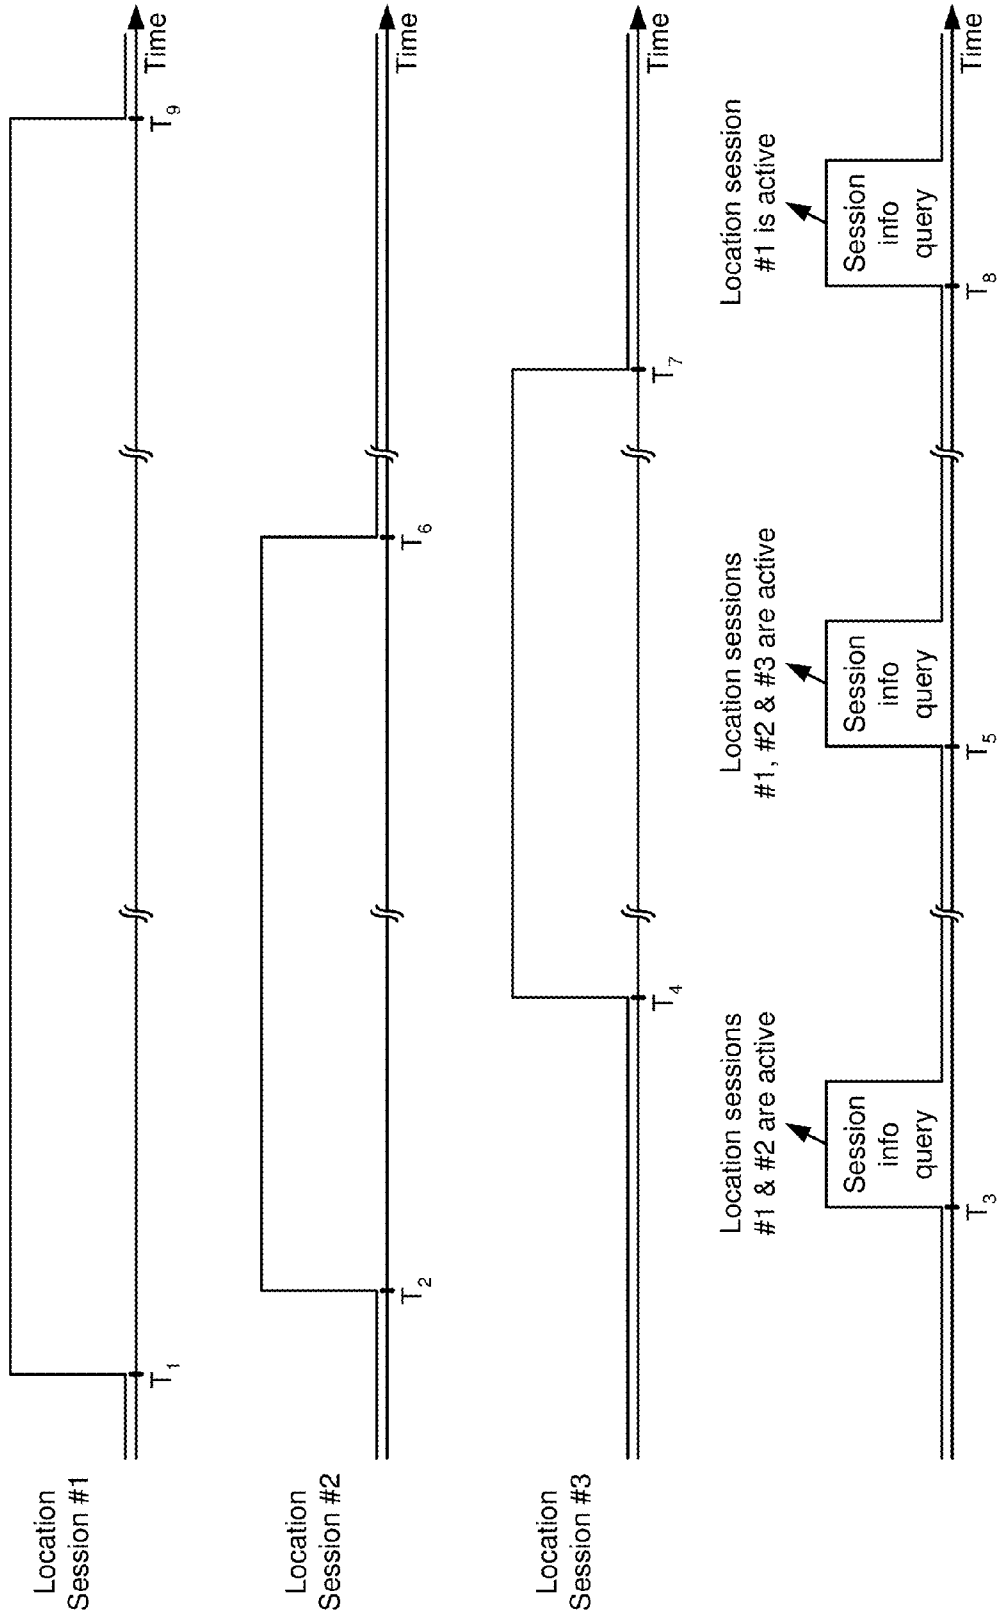 Location
Session #1
T1
T9
Time
Location
Session #2
T2
T6
Time
Location
Session #3
T4
T7
Time
Location sessions
#1 & #2 are active
Session
info
query
T3
Location sessions
#1, #2 & #3 are active
Session
info
query
T5
Location session
#1 is active
Session
info
query
T8
Time